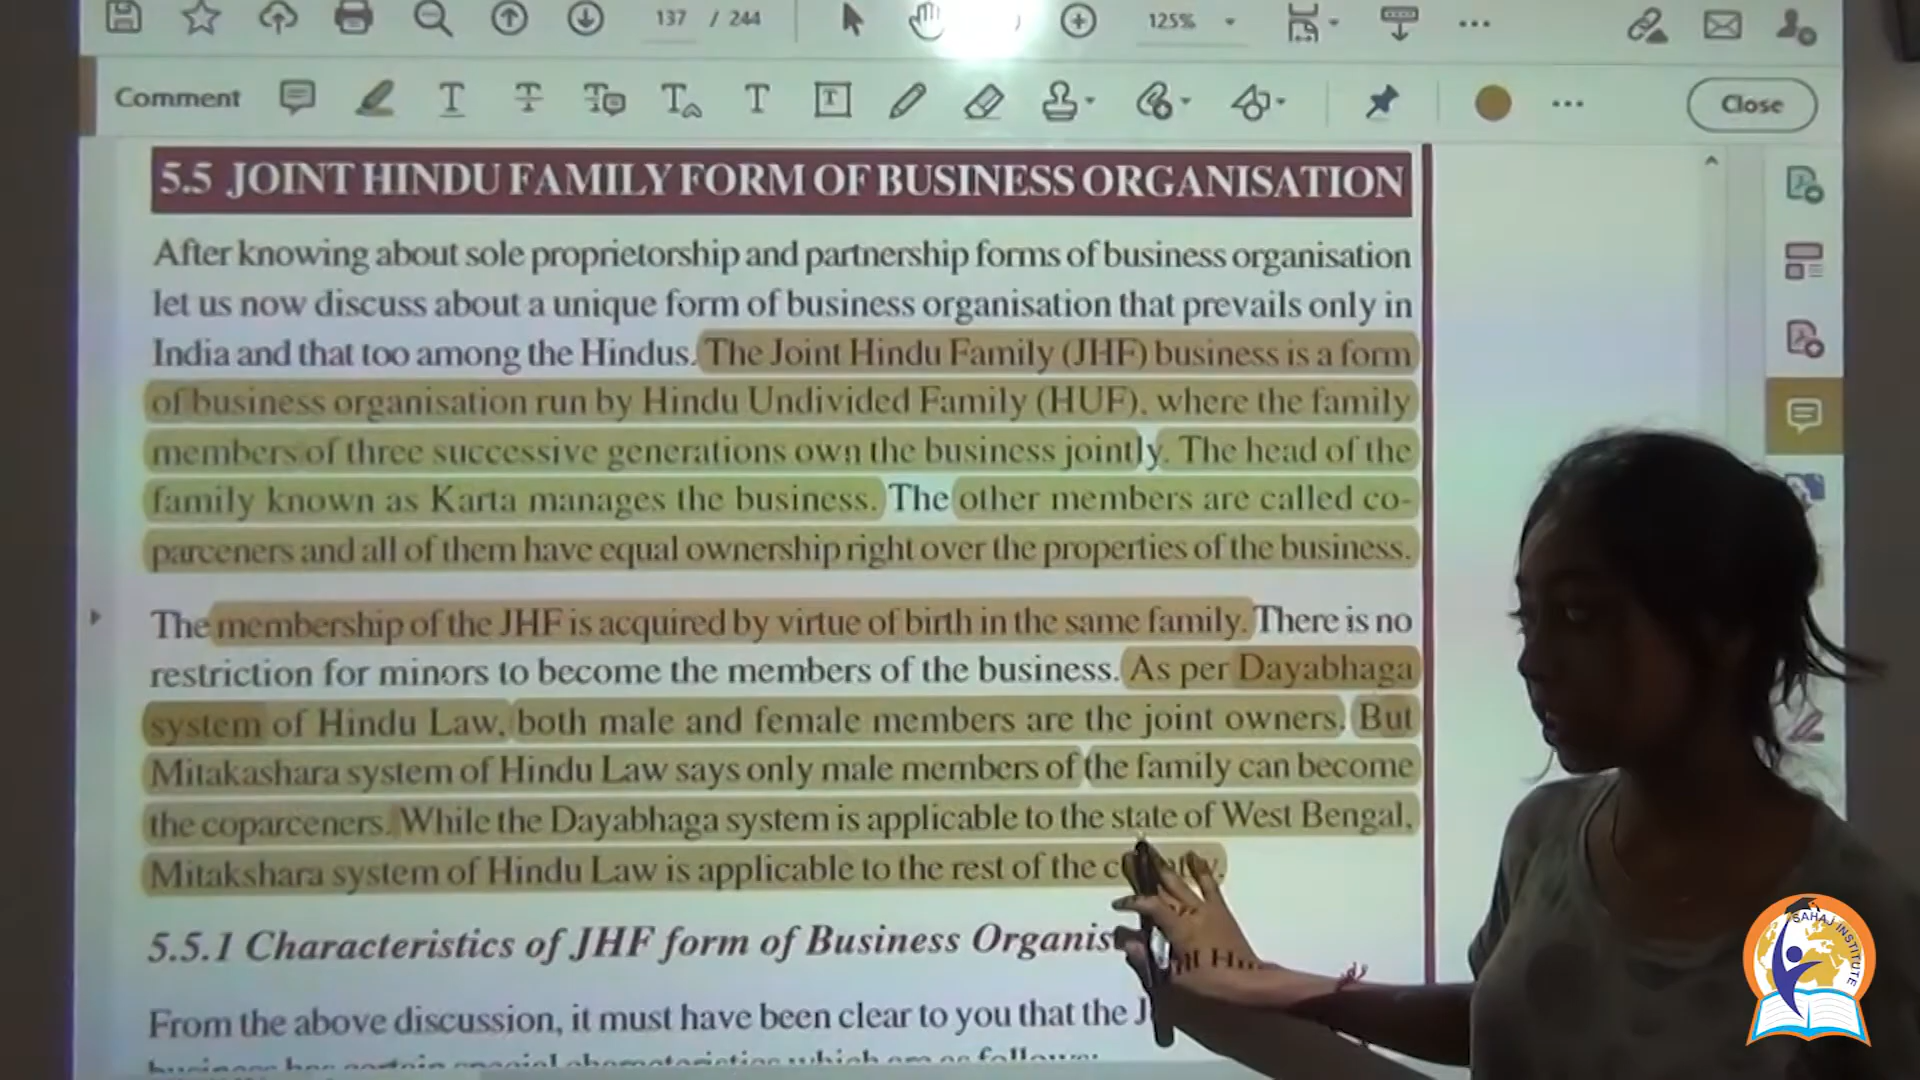 137 / 244
125%
Comment
Close
5.5 JOINT HINDU FAMILY FORM OF BUSINESS ORGANISATION
After knowing about sole proprietorship and partnership forms of business organisation
let us now discuss about a unique form of business organisation that prevails only in
India and that too among the Hindus. The Joint Hindu Family (JHF) business is a form
of business organisation run by Hindu Undivided Family (HUF), where the family
members of three successive generations own the business jointly. The head of the
family known as Karta manages the business. The other members are called co-
parceners and all of them have equal ownership right over the properties of the business.
The membership of the JHF is acquired by virtue of birth in the same family. There is no
restriction for minors to become the members of the business. As per Dayabhaga
system of Hindu Law, both male and female members are the joint owners. But
Mitakashara system of Hindu Law says only male members of the family can become
the coparceners. While the Dayabhaga system is applicable to the state of West Bengal,
Mitakshara system of Hindu Law is applicable to the rest of the
5.5.1 Characteristics of JHF form of Business
From the above discussion, it must have been clear to you that the
business has certain special characteristics which are as follows:
SAHAJ INSTITUTE